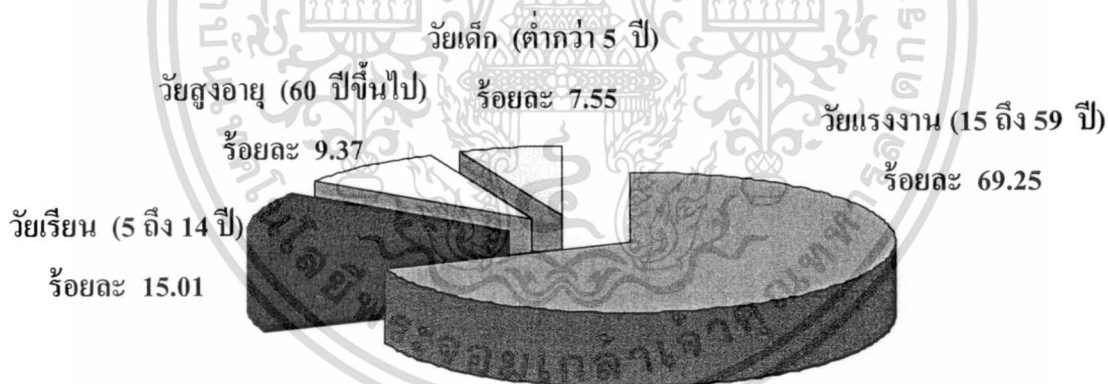 วัยเด็ก (ต่ำกว่า 5 ปี)
ร้อยละ 7.55
วัยสูงอายุ (60 ปีขึ้นไป)
ร้อยละ 9.37
วัยแรงงาน (15 ถึง 59 ปี)
ร้อยละ 69.25
วัยเรียน (5 ถึง 14 ปี)
ร้อยละ 15.01